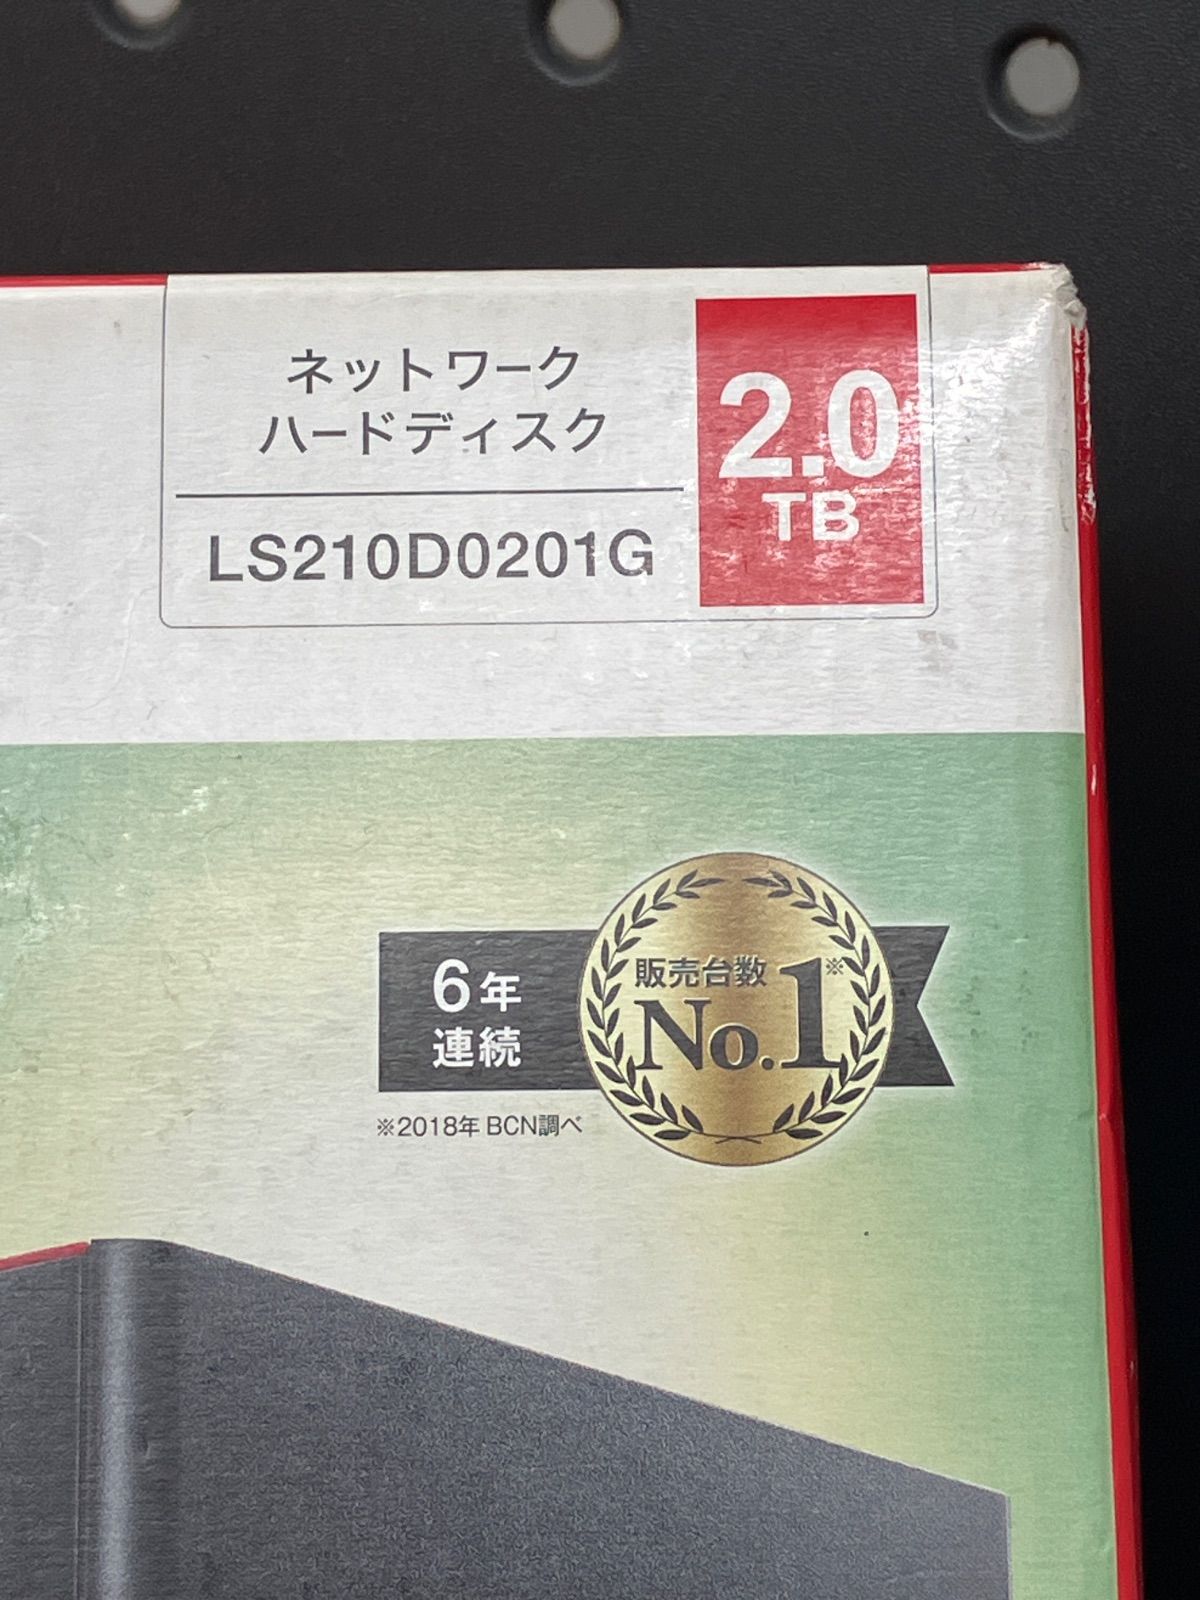 ネットワーク
ハードディスク
LS210D0201G
2.0
TB
6年
連続
販売台数
No.1※
※2018年 BCN調べ